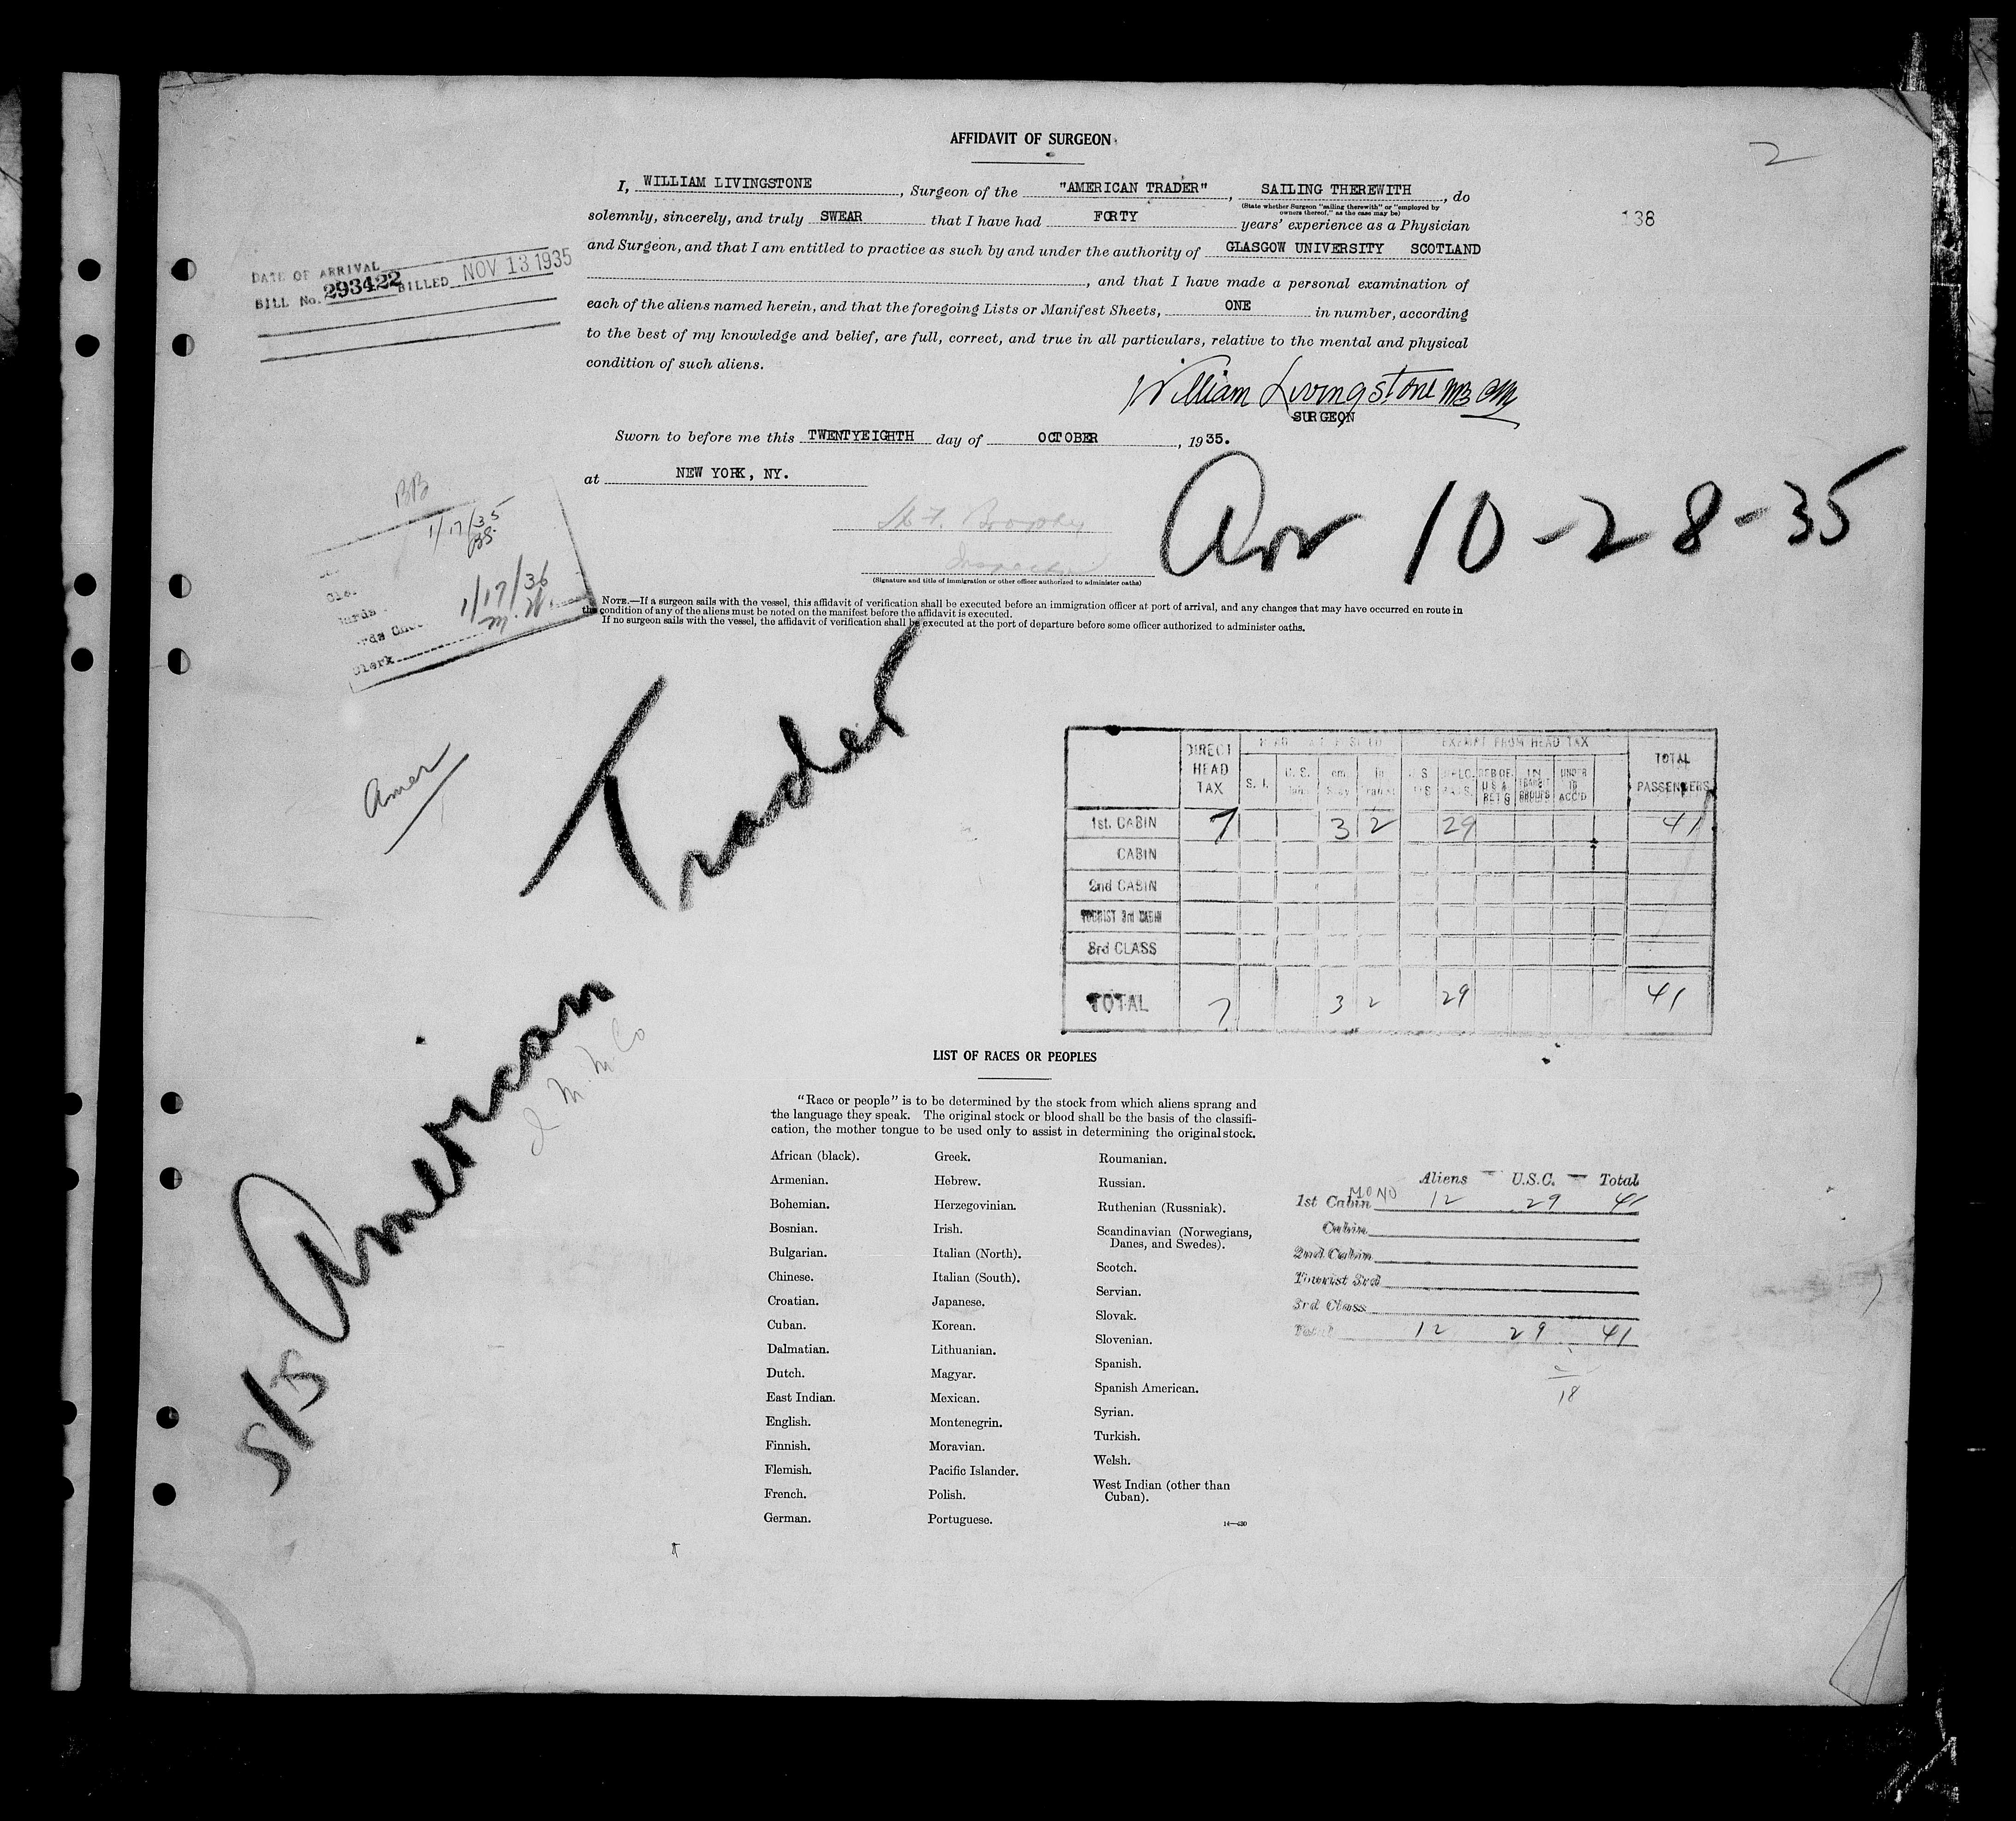 AFFIDAVIT OF SURGEON
2
I, WILLIAM LIVINGSTONE, Surgeon of the "AMERICAN TRADER", SAILING THEREWITH, do
(State whether Surgeon "sailing therewith" or "employed by
owners thereof," as the case may be)
138
solemnly, sincerely, and truly SWEAR that I have had FORTY years' experience as a Physician
and Surgeon, and that I am entitled to practice as such by and under the authority of GLASGOW UNIVERSITY SCOTLAND
, and that I have made a personal examination of
each of the aliens named herein, and that the foregoing Lists or Manifest Sheets, ONE in number, according
to the best of my knowledge and belief, are full, correct, and true in all particulars, relative to the mental and physical
condition of such aliens.
DATE OF ARRIVAL
BILL No. 293422 BILLED NOV 13 1935
William Livingstone MB CM
SURGEON
Sworn to before me this TWENTYEIGHTH day of OCTOBER, 1935.
at NEW YORK, NY.
Inspector
(Signature and title of immigration or other officer authorized to administer oaths)
Arr 10-28-35
BB
1/17/35
BS.
1/17/36
M.W.
Clerk
NOTE.—If a surgeon sails with the vessel, this affidavit of verification shall be executed before an immigration officer at port of arrival, and any changes that may have occurred en route in
the condition of any of the aliens must be noted on the manifest before the affidavit is executed.
If no surgeon sails with the vessel, the affidavit of verification shall be executed at the port of departure before some officer authorized to administer oaths.
Amer
S/S American Trader
I.M.M.Co
DIRECT HEAD TAX EXEMPT FROM HEAD TAX TOTAL PASSENGERS
S. I. U. S. UNDER 16 ACC'D
1st. CABIN 7 3 2 29 41
CABIN
2nd CABIN
TOURIST 3rd CABIN
3rd CLASS
TOTAL 7 3 2 29 41
LIST OF RACES OR PEOPLES
"Race or people" is to be determined by the stock from which aliens sprang and
the language they speak. The original stock or blood shall be the basis of the classifi-
cation, the mother tongue to be used only to assist in determining the original stock.
African (black).
Armenian.
Bohemian.
Bosnian.
Bulgarian.
Chinese.
Croatian.
Cuban.
Dalmatian.
Dutch.
East Indian.
English.
Finnish.
Flemish.
French.
German.
Greek.
Hebrew.
Herzegovinian.
Irish.
Italian (North).
Italian (South).
Japanese.
Korean.
Lithuanian.
Magyar.
Mexican.
Montenegrin.
Moravian.
Pacific Islander.
Polish.
Portuguese.
Roumanian.
Russian.
Ruthenian (Russniak).
Scandinavian (Norwegians,
Danes, and Swedes).
Scotch.
Servian.
Slovak.
Slovenian.
Spanish.
Spanish American.
Syrian.
Turkish.
Welsh.
West Indian (other than
Cuban).
Aliens — U.S.C. — Total
MONO
1st Cabin 12 29 41
Cabin
2nd Cabin
Tourist 3rd
3rd Class
Total 12 29 41
18